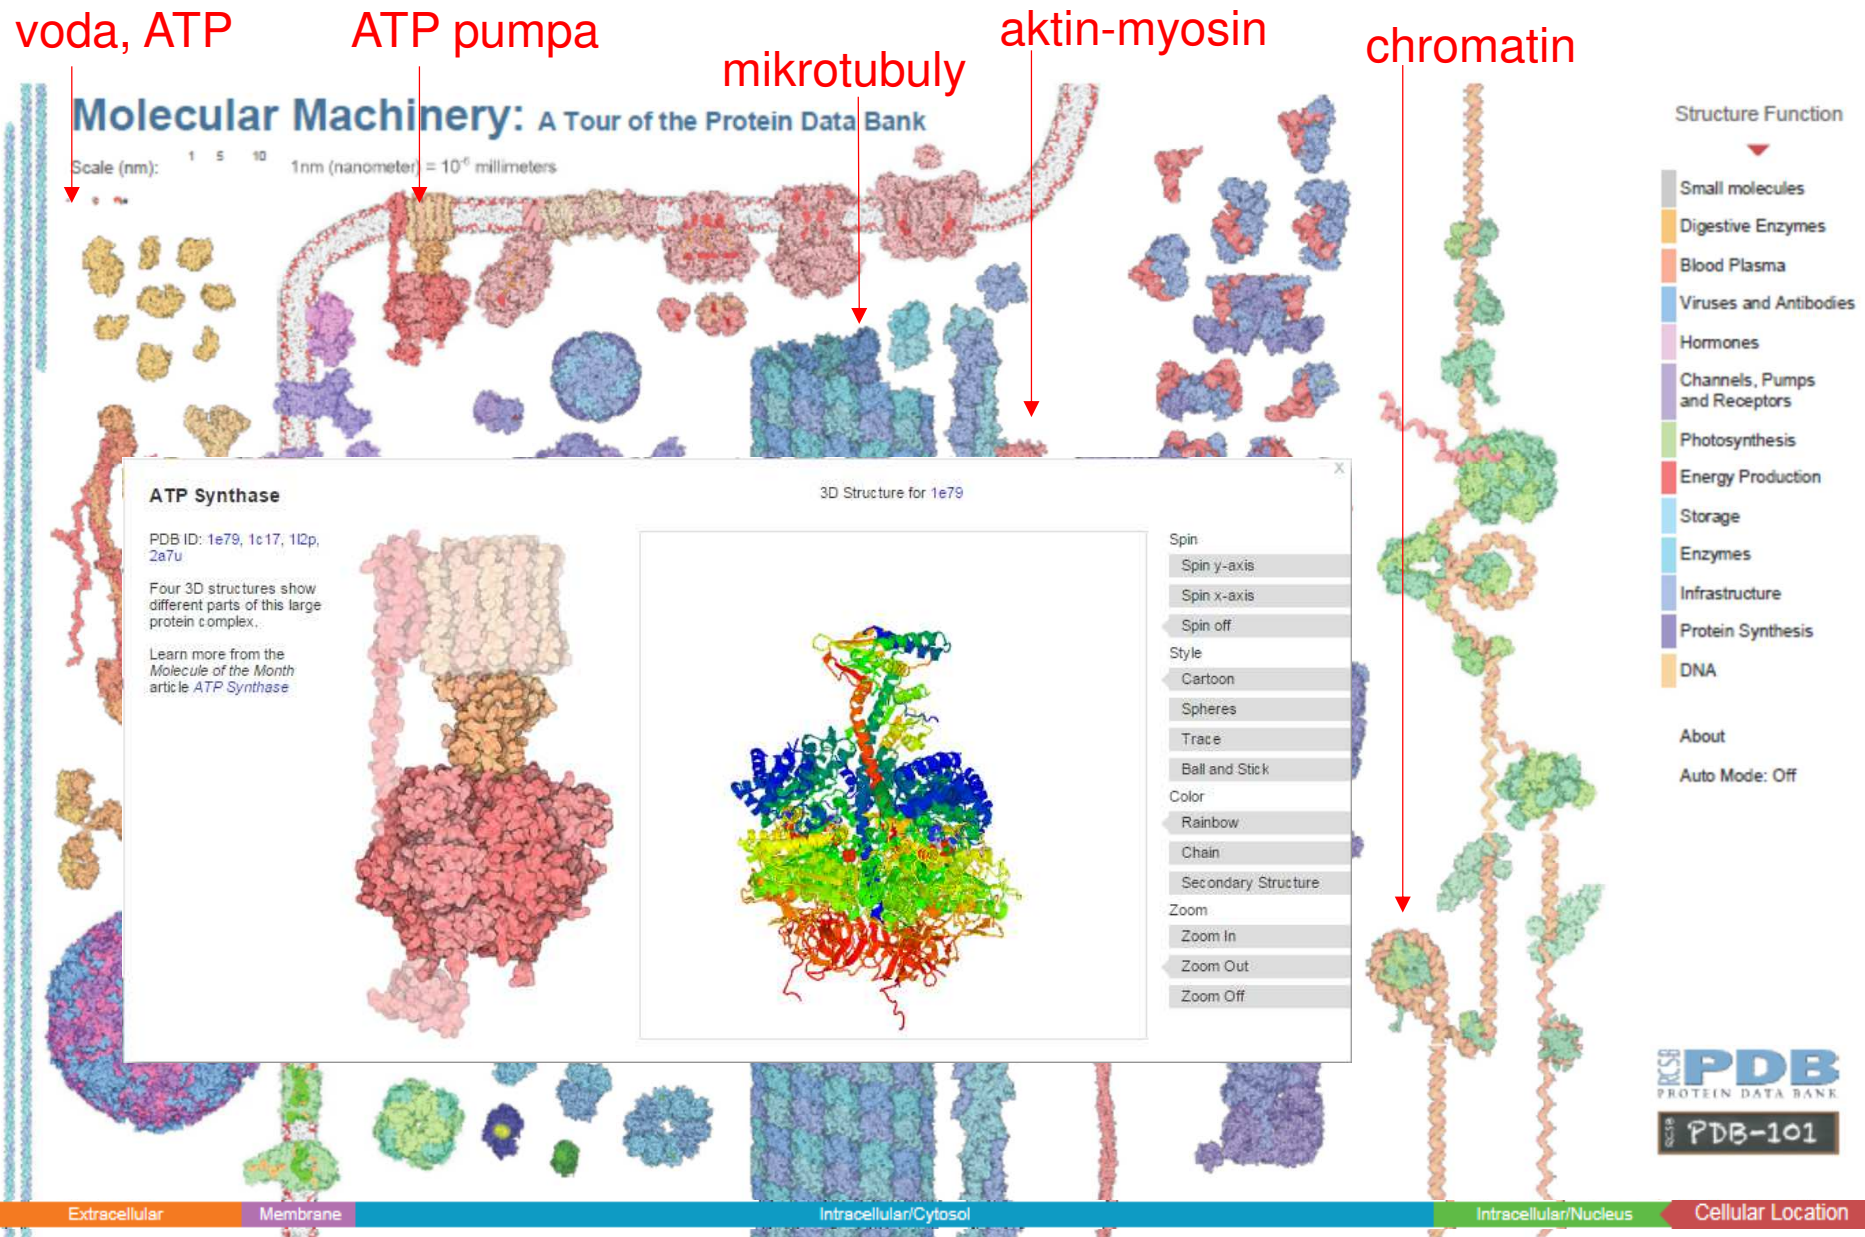 voda, ATP
ATP pumpa
mikrotubuly
aktin-myosin
chromatin
Molecular Machinery: A Tour of the Protein Data Bank
Scale (nm): 1 5 10 1nm (nanometer) = 10⁻⁶ millimeters
Structure Function
Small molecules
Digestive Enzymes
Blood Plasma
Viruses and Antibodies
Hormones
Channels, Pumps
and Receptors
Photosynthesis
Energy Production
Storage
Enzymes
Infrastructure
Protein Synthesis
DNA
About
Auto Mode: Off
X
ATP Synthase
PDB ID: 1e79, 1c17, 1l2p,
2a7u
Four 3D structures show
different parts of this large
protein complex.
Learn more from the
Molecule of the Month
article ATP Synthase
3D Structure for 1e79
Spin
Spin y-axis
Spin x-axis
Spin off
Style
Cartoon
Spheres
Trace
Ball and Stick
Color
Rainbow
Chain
Secondary Structure
Zoom
Zoom In
Zoom Out
Zoom Off
RCSB PDB
PROTEIN DATA BANK
RCSB PDB-101
Extracellular
Membrane
Intracellular/Cytosol
Intracellular/Nucleus
Cellular Location